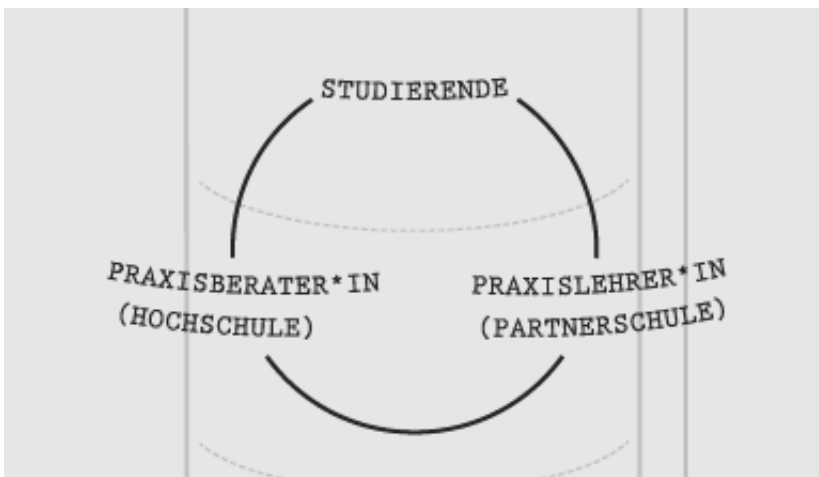 STUDIERENDE
PRAXISBERATER*IN
(HOCHSCHULE)
PRAXISLEHRER*IN
(PARTNERSCHULE)